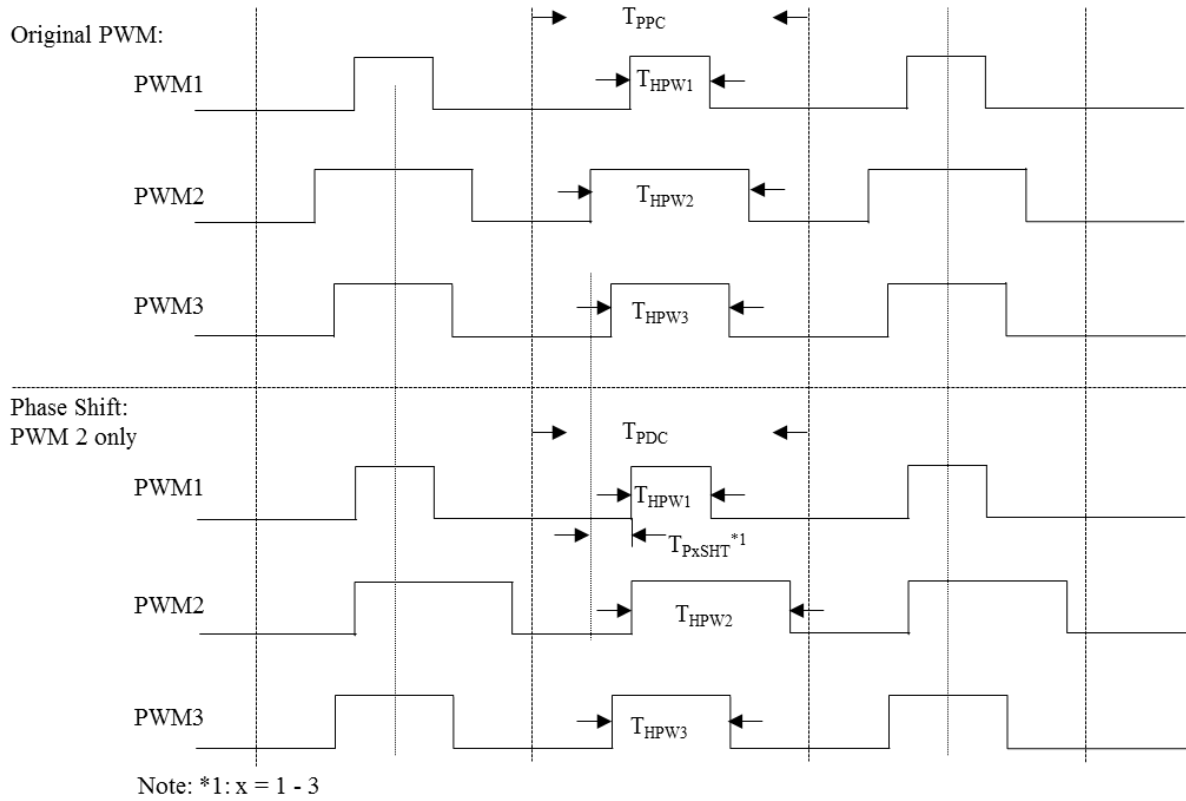 T_PPC
Original PWM:
PWM1
T_HPW1
PWM2
T_HPW2
PWM3
T_HPW3
Phase Shift:
PWM 2 only
T_PDC
PWM1
T_HPW1
T_PxSHT*1
PWM2
T_HPW2
PWM3
T_HPW3
Note: *1: x = 1 - 3